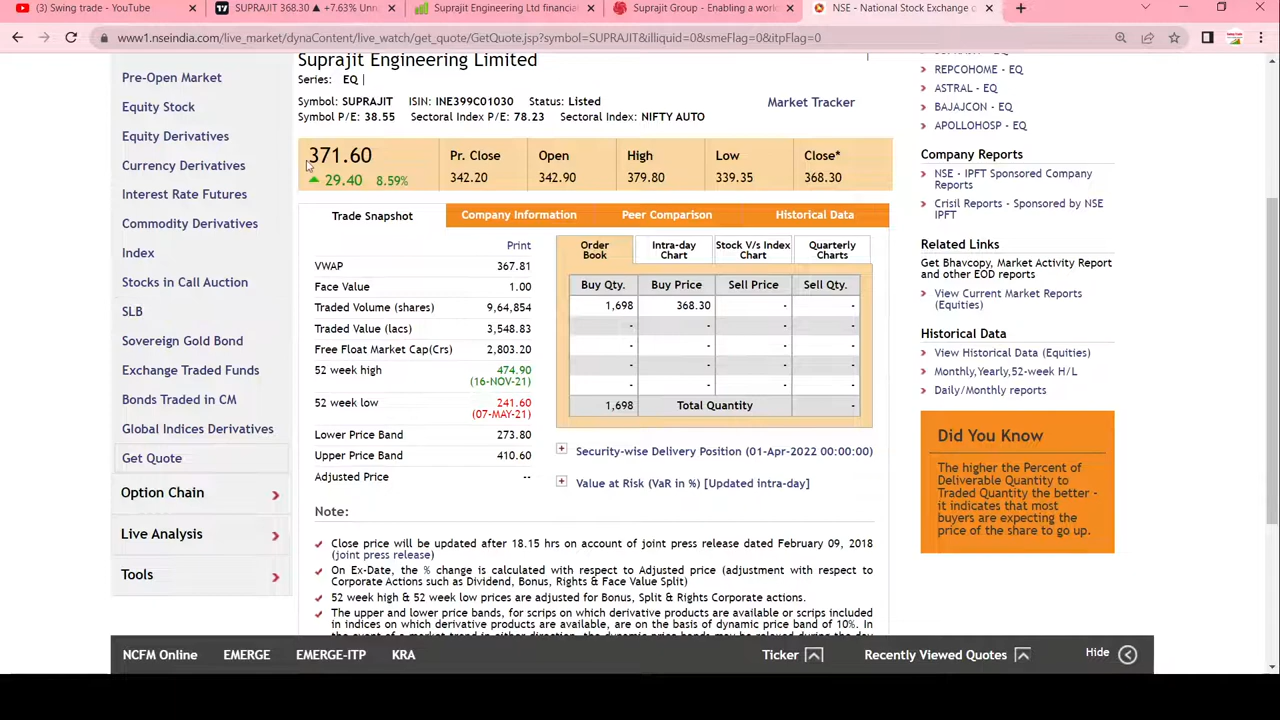 (3) Swing trade - YouTube
SUPRAJIT 368.30 ▲ +7.63% Unn
Suprajit Engineering Ltd financial
Suprajit Group - Enabling a work
NSE - National Stock Exchange o
www1.nseindia.com/live_market/dynaContent/live_watch/get_quote/GetQuote.jsp?symbol=SUPRAJIT&illiquid=0&smeFlag=0&itpFlag=0
Pre-Open Market
Equity Stock
Equity Derivatives
Currency Derivatives
Interest Rate Futures
Commodity Derivatives
Index
Stocks in Call Auction
SLB
Sovereign Gold Bond
Exchange Traded Funds
Bonds Traded in CM
Global Indices Derivatives
Get Quote
Option Chain
Live Analysis
Tools
Suprajit Engineering Limited
Series: EQ |
Symbol: SUPRAJIT ISIN: INE399C01030 Status: Listed
Symbol P/E: 38.55 Sectoral Index P/E: 78.23 Sectoral Index: NIFTY AUTO
Market Tracker
371.60 Pr. Close Open High Low Close*
29.40 8.59% 342.20 342.90 379.80 339.35 368.30
Trade Snapshot Company Information Peer Comparison Historical Data
Print
VWAP 367.81
Face Value 1.00
Traded Volume (shares) 9,64,854
Traded Value (lacs) 3,548.83
Free Float Market Cap(Crs) 2,803.20
52 week high 474.90
(16-NOV-21)
52 week low 241.60
(07-MAY-21)
Lower Price Band 273.80
Upper Price Band 410.60
Adjusted Price --
Order Book
Intra-day Chart
Stock V/s Index Chart
Quarterly Charts
Buy Qty. Buy Price Sell Price Sell Qty.
1,698 368.30 - -
- - - -
- - - -
- - - -
- - - -
1,698 Total Quantity -
Security-wise Delivery Position (01-Apr-2022 00:00:00)
Value at Risk (VaR in %) [Updated intra-day]
Note:
Close price will be updated after 18.15 hrs on account of joint press release dated February 09, 2018
(joint press release)
On Ex-Date, the % change is calculated with respect to Adjusted price (adjustment with respect to
Corporate Actions such as Dividend, Bonus, Rights & Face Value Split)
52 week high & 52 week low prices are adjusted for Bonus, Split & Rights Corporate actions.
The upper and lower price bands, for scrips on which derivative products are available or scrips included
in indices on which derivative products are available, are on the basis of dynamic price band of 10%. In
REPCOHOME - EQ
ASTRAL - EQ
BAJAJCON - EQ
APOLLOHOSP - EQ
Company Reports
NSE - IPFT Sponsored Company
Reports
Crisil Reports - Sponsored by NSE
IPFT
Related Links
Get Bhavcopy, Market Activity Report
and other EOD reports
View Current Market Reports
(Equities)
Historical Data
View Historical Data (Equities)
Monthly,Yearly,52-week H/L
Daily/Monthly reports
Did You Know
The higher the Percent of
Deliverable Quantity to
Traded Quantity the better -
it indicates that most
buyers are expecting the
price of the share to go up.
NCFM Online EMERGE EMERGE-ITP KRA Ticker Recently Viewed Quotes Hide